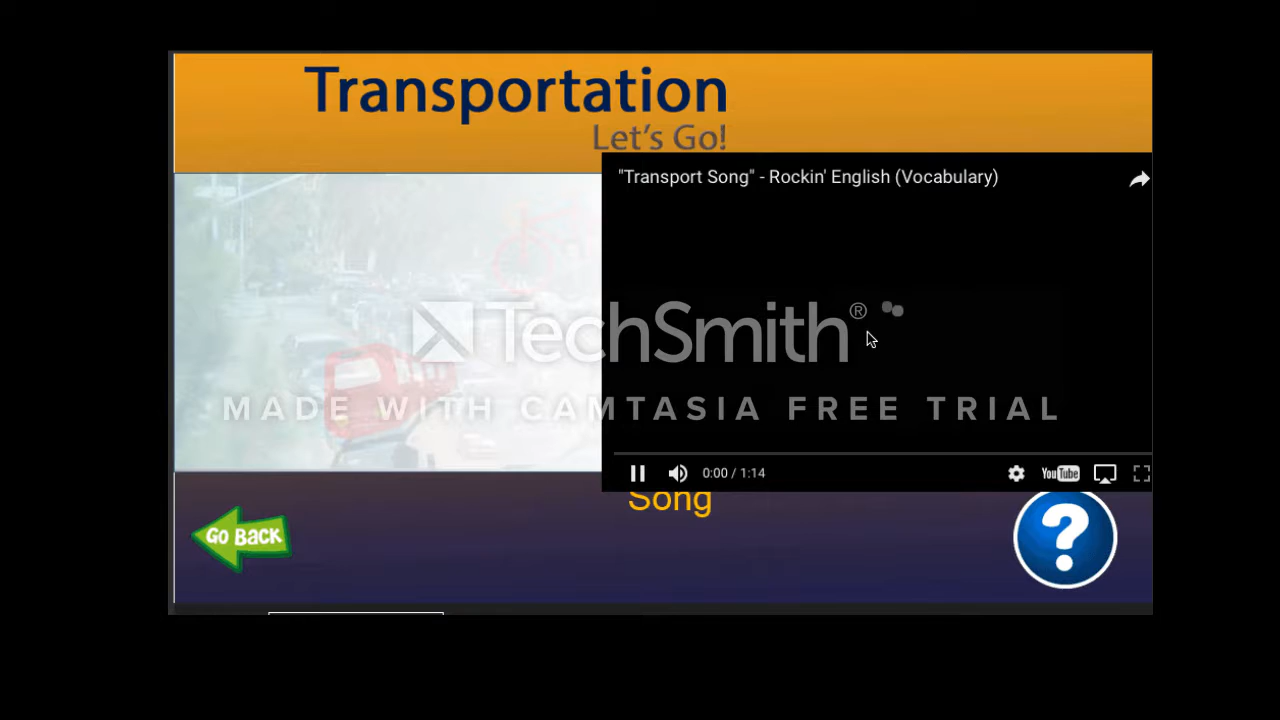 Transportation
Let's Go!
"Transport Song" - Rockin' English (Vocabulary)
TechSmith®
MADE WITH CAMTASIA FREE TRIAL
0:00 / 1:14
YouTube
Song
GO BACK
?